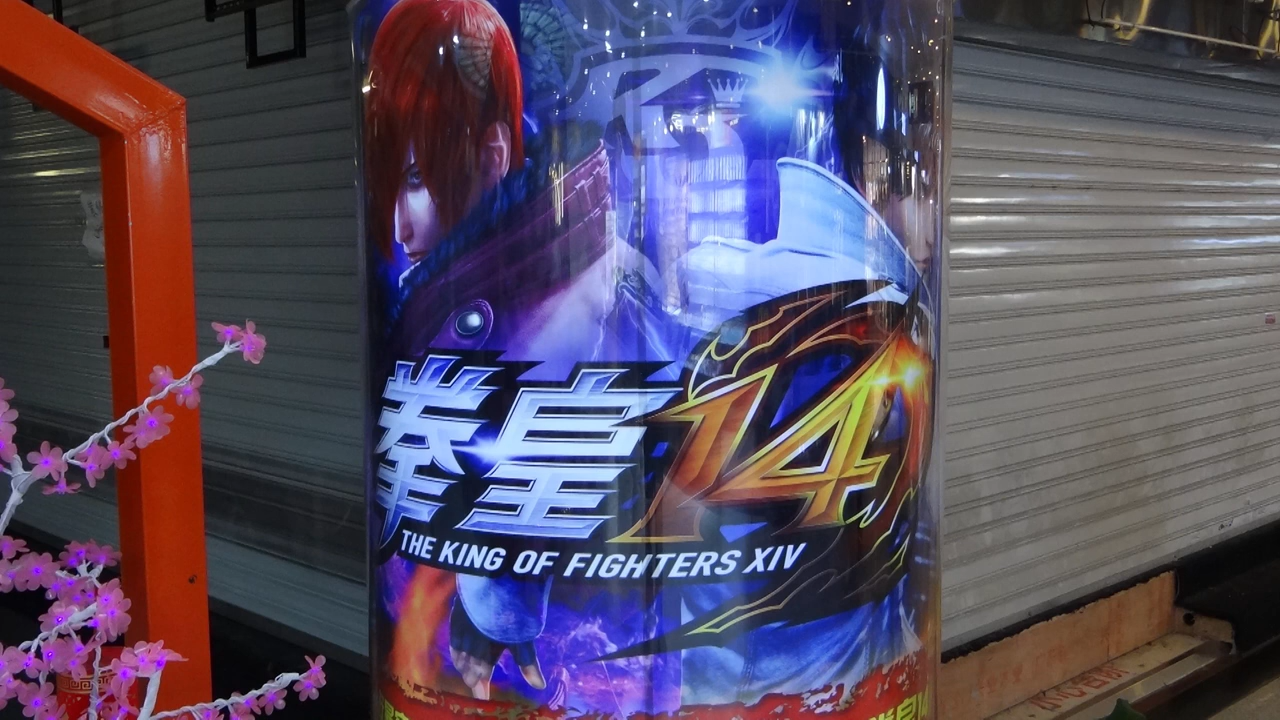 拳皇14
THE KING OF FIGHTERS XIV